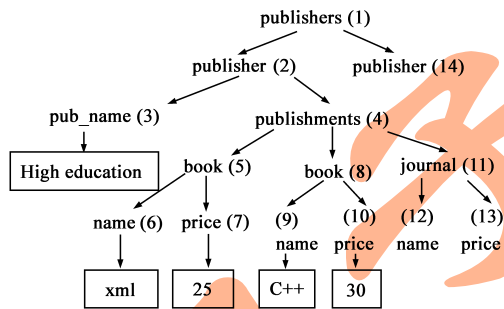 publishers (1)
publisher (2) publisher (14)
pub_name (3) publishments (4)
High education book (5) book (8) journal (11)
name (6) price (7) (9) (10) (12) (13)
name price name price
xml 25 C++ 30